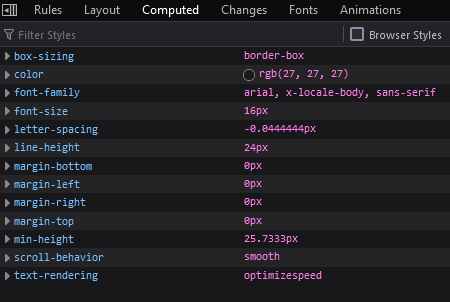 Rules Layout Computed Changes Fonts Animations
Filter Styles Browser Styles
box-sizing border-box
color rgb(27, 27, 27)
font-family arial, x-locale-body, sans-serif
font-size 16px
letter-spacing -0.0444444px
line-height 24px
margin-bottom 0px
margin-left 0px
margin-right 0px
margin-top 0px
min-height 25.7333px
scroll-behavior smooth
text-rendering optimizespeed